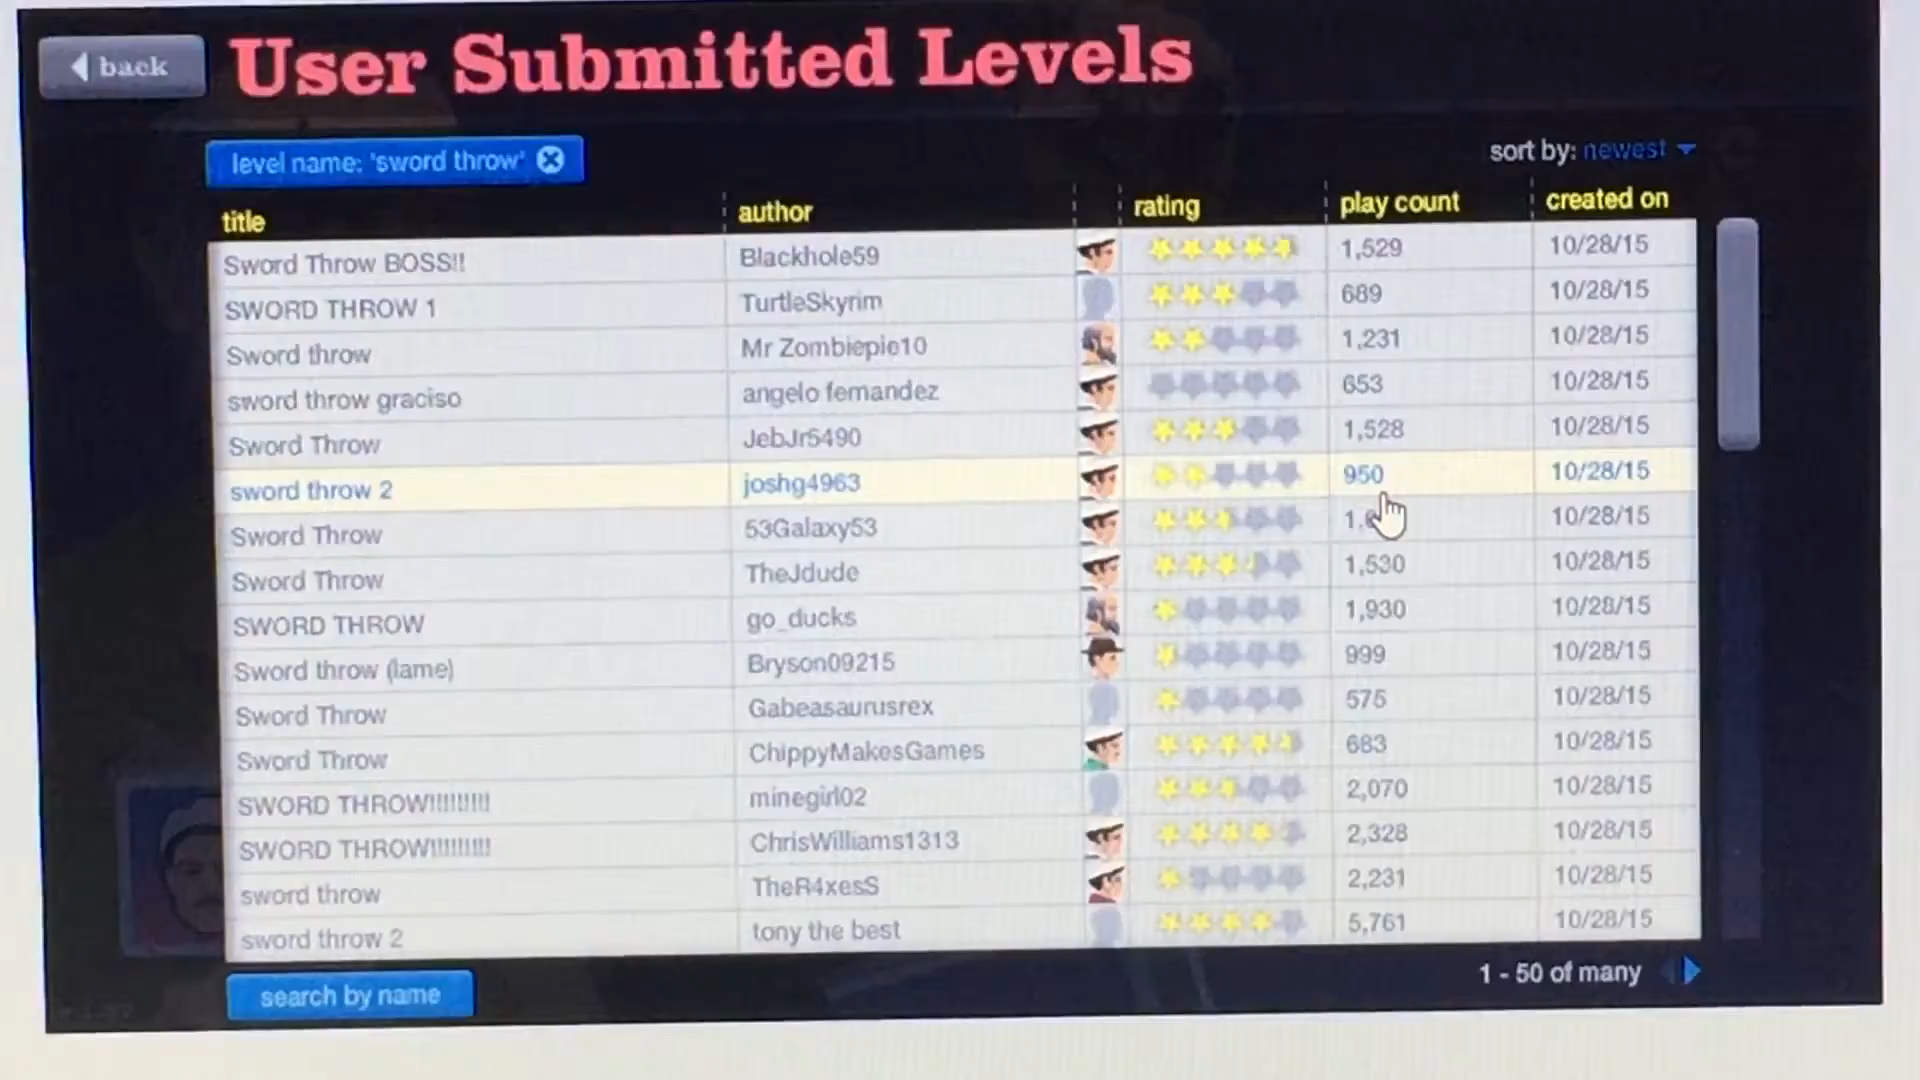 back
User Submitted Levels
level name: 'sword throw'
sort by: newest
title author rating play count created on
Sword Throw BOSS!! Blackhole59 1,529 10/28/15
SWORD THROW 1 TurtleSkyrim 689 10/28/15
Sword throw Mr Zombiepie10 1,231 10/28/15
sword throw graciso angelo fernandez 653 10/28/15
Sword Throw JebJr5490 1,528 10/28/15
sword throw 2 joshg4963 950 10/28/15
Sword Throw 53Galaxy53 10/28/15
Sword Throw TheJdude 1,530 10/28/15
SWORD THROW go_ducks 1,930 10/28/15
Sword throw (lame) Bryson09215 999 10/28/15
Sword Throw Gabeasaurusrex 575 10/28/15
Sword Throw ChippyMakesGames 683 10/28/15
SWORD THROW!!!!!!!!! minegirl02 2,070 10/28/15
SWORD THROW!!!!!!!!! ChrisWilliams1313 2,328 10/28/15
sword throw TheR4xesS 2,231 10/28/15
sword throw 2 tony the best 5,761 10/28/15
search by name
1 - 50 of many